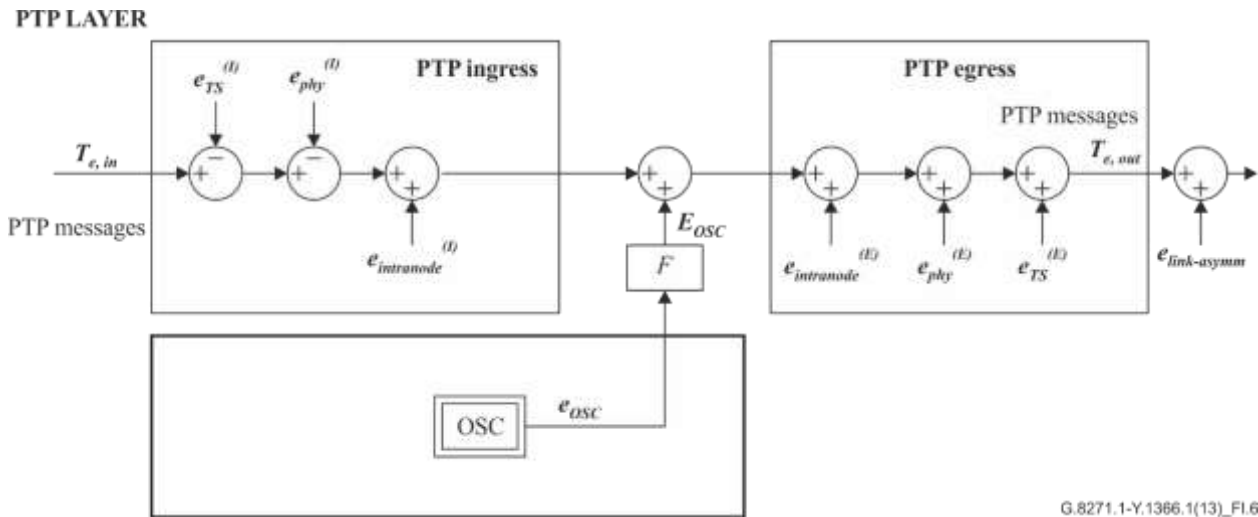 PTP LAYER
PTP ingress
PTP egress
e_TS^(I)
e_phy^(I)
PTP messages
T_e, in
T_e, out
− − + + + + + + + + + + + + + +
PTP messages
e_intranode^(I)
E_OSC
e_intranode^(E)
e_phy^(E)
e_TS^(E)
e_link-asymm
F
e_OSC
OSC
G.8271.1-Y.1366.1(13)_FI.6